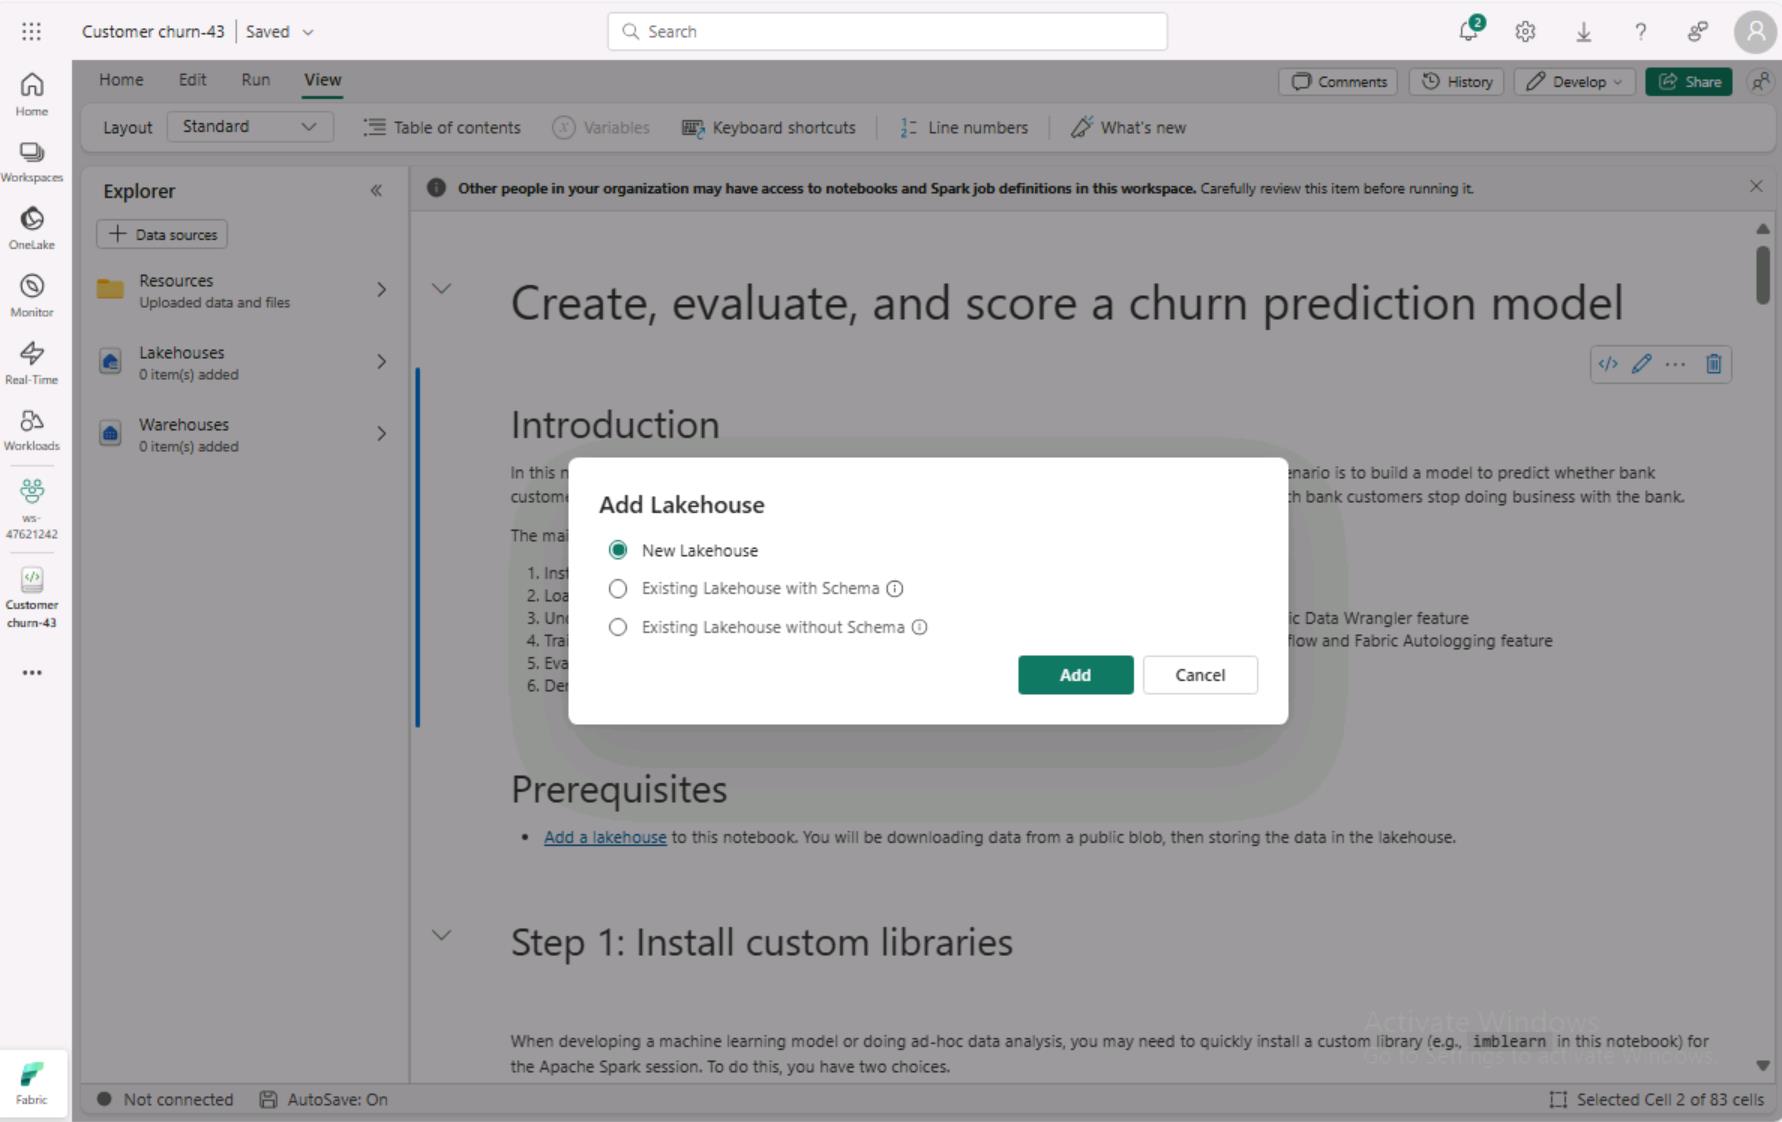 Customer churn-43 | Saved
Search
2
Home
Workspaces
OneLake
Monitor
Real-Time
Workloads
ws-
47621242
Customer
churn-43
Fabric
Home Edit Run View
Comments History Develop Share
Layout Standard Table of contents Variables Keyboard shortcuts Line numbers What's new
Explorer
Data sources
Resources
Uploaded data and files
Lakehouses
0 item(s) added
Warehouses
0 item(s) added
Other people in your organization may have access to notebooks and Spark job definitions in this workspace. Carefully review this item before running it.
Create, evaluate, and score a churn prediction model
Introduction
In this
enario is to build a model to predict whether bank
custome
ch bank customers stop doing business with the bank.
The mai
1. Inst
2. Loa
3. Und
ic Data Wrangler feature
4. Trai
flow and Fabric Autologging feature
5. Eva
6. Der
Add Lakehouse
New Lakehouse
Existing Lakehouse with Schema
Existing Lakehouse without Schema
Add Cancel
Prerequisites
• Add a lakehouse to this notebook. You will be downloading data from a public blob, then storing the data in the lakehouse.
Step 1: Install custom libraries
When developing a machine learning model or doing ad-hoc data analysis, you may need to quickly install a custom library (e.g., imblearn in this notebook) for
the Apache Spark session. To do this, you have two choices.
Activate Windows
Go to Settings to activate Windows.
Not connected AutoSave: On
Selected Cell 2 of 83 cells